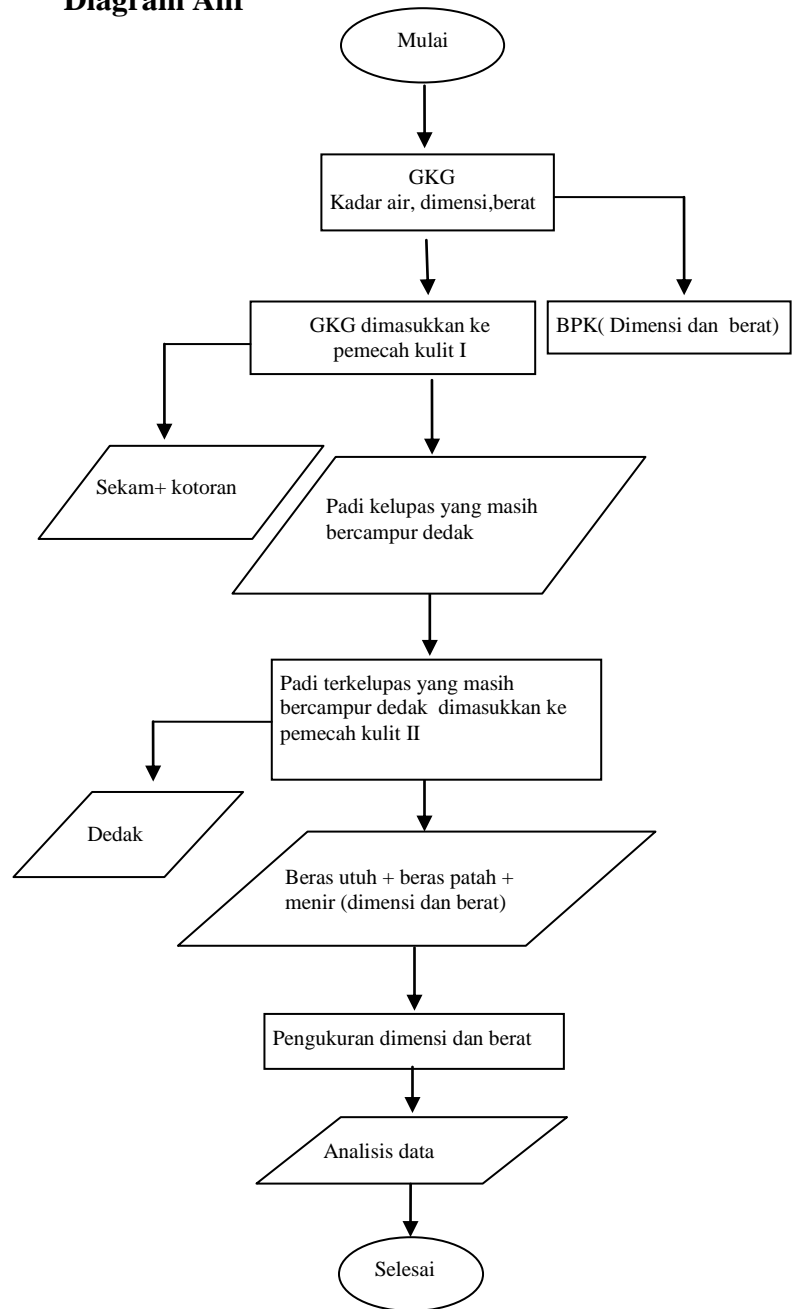 Diagram Alir
Mulai
GKG
Kadar air, dimensi,berat
GKG dimasukkan ke
pemecah kulit I
BPK( Dimensi dan  berat)
Sekam+ kotoran
Padi kelupas yang masih
bercampur dedak
Padi terkelupas yang masih
bercampur dedak  dimasukkan ke
pemecah kulit II
Dedak
Beras utuh + beras patah +
menir (dimensi dan berat)
Pengukuran dimensi dan berat
Analisis data
Selesai